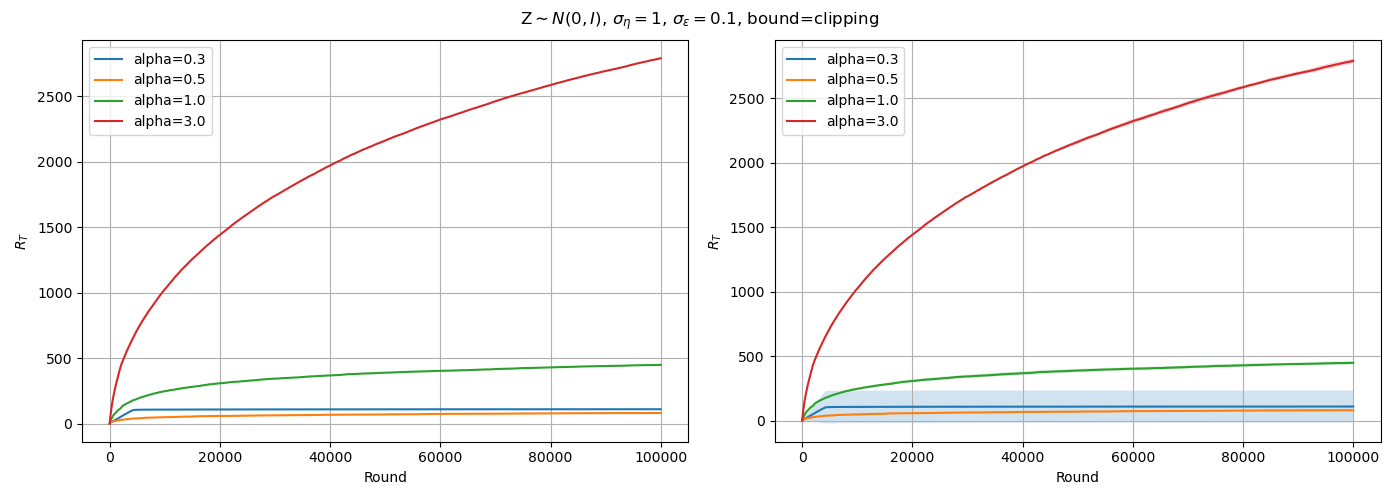 Z ~ N(0, I), σ_η = 1, σ_ε = 0.1, bound=clipping
alpha=0.3
alpha=0.5
alpha=1.0
alpha=3.0
2500
2000
1500
1000
500
0
R_T
0 20000 40000 60000 80000 100000
Round
alpha=0.3
alpha=0.5
alpha=1.0
alpha=3.0
2500
2000
1500
1000
500
0
R_T
0 20000 40000 60000 80000 100000
Round